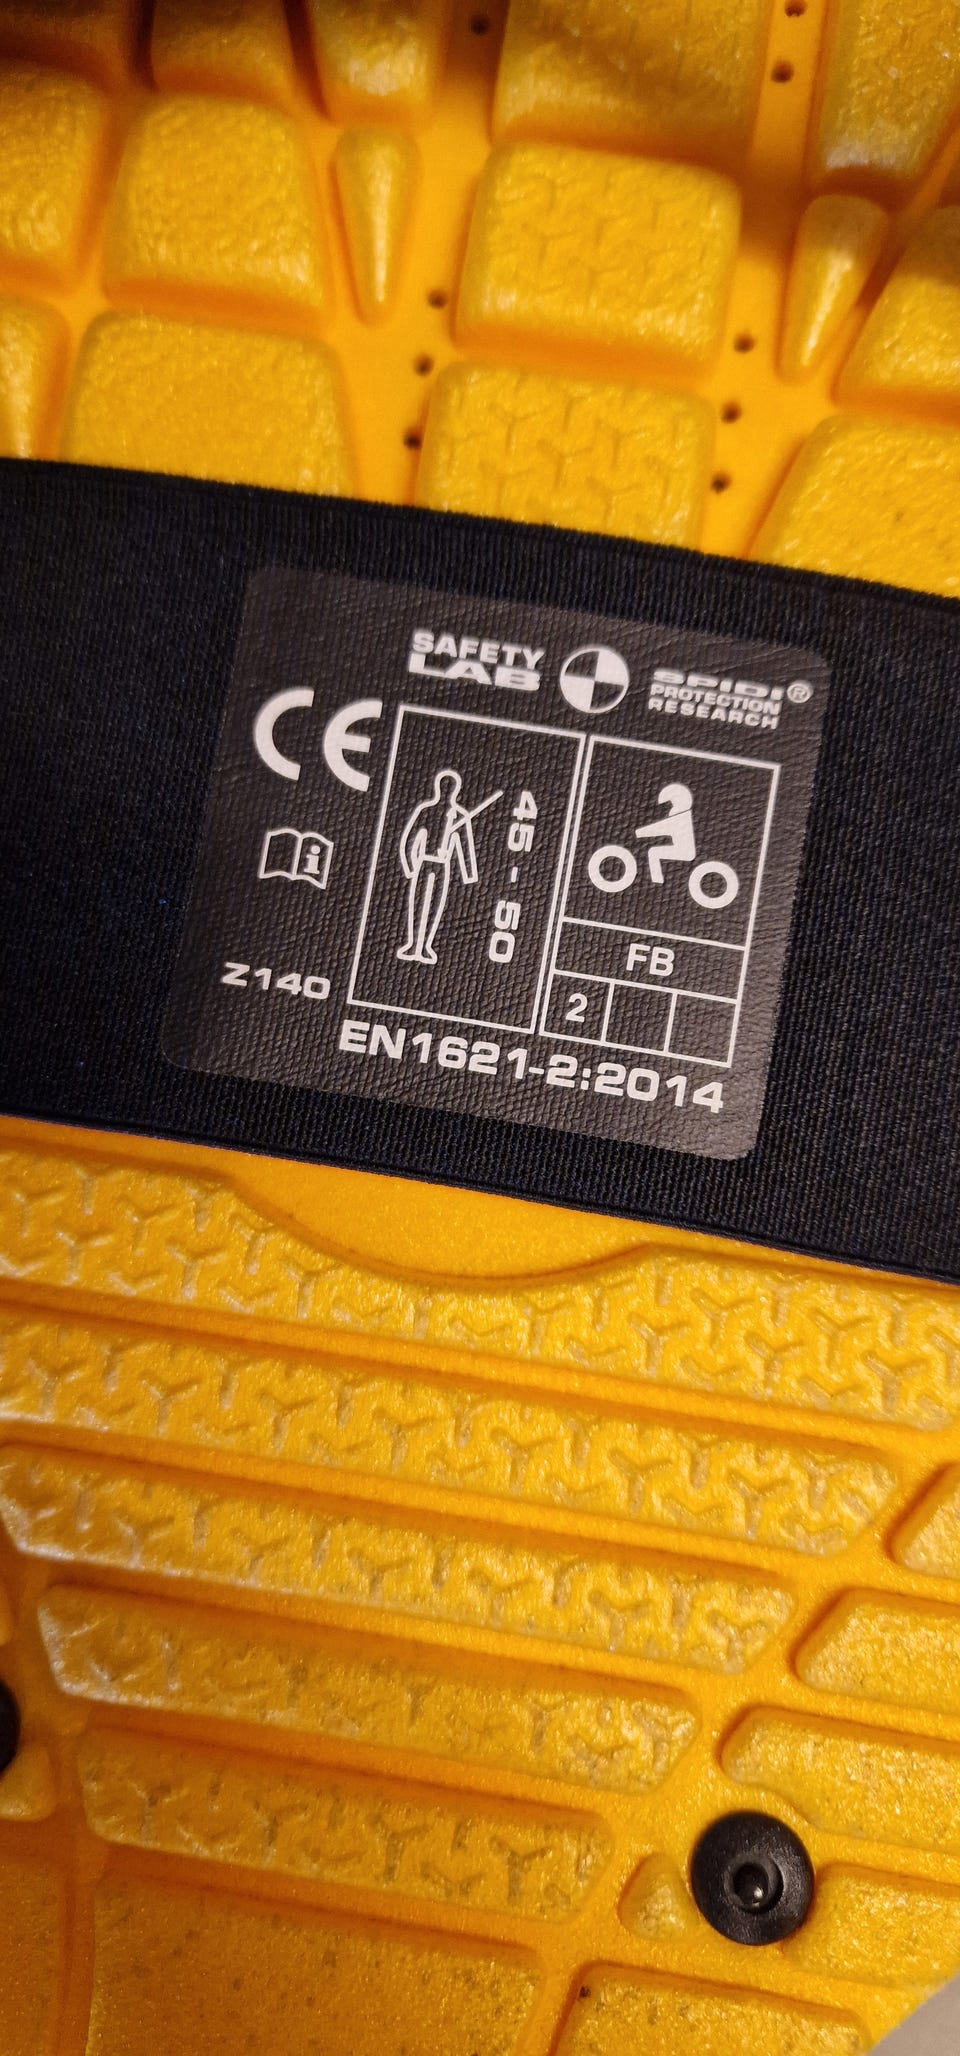 SAFETY
LAB
SPIDI®
PROTECTION
RESEARCH
CE
i
45 - 50
FB
2
Z140
EN1621-2:2014